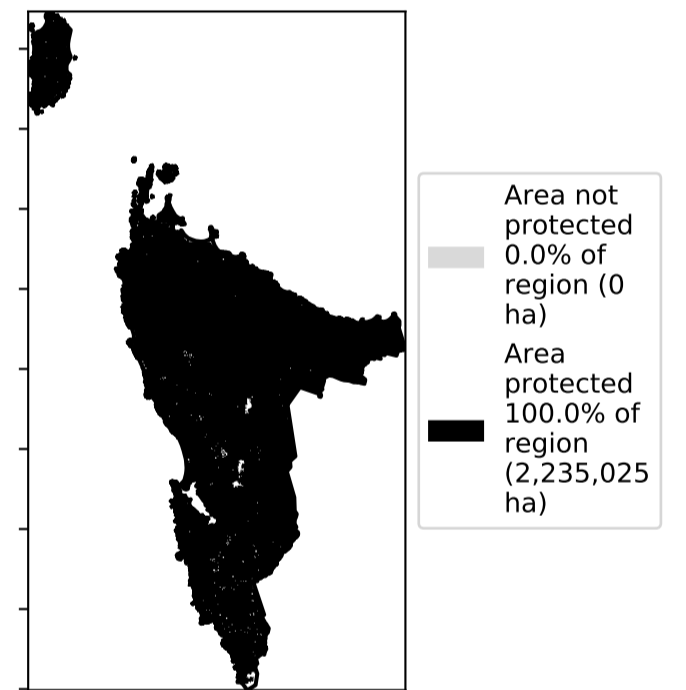 Area not
protected
0.0% of
region (0
ha)
Area
protected
100.0% of
region
(2,235,025
ha)